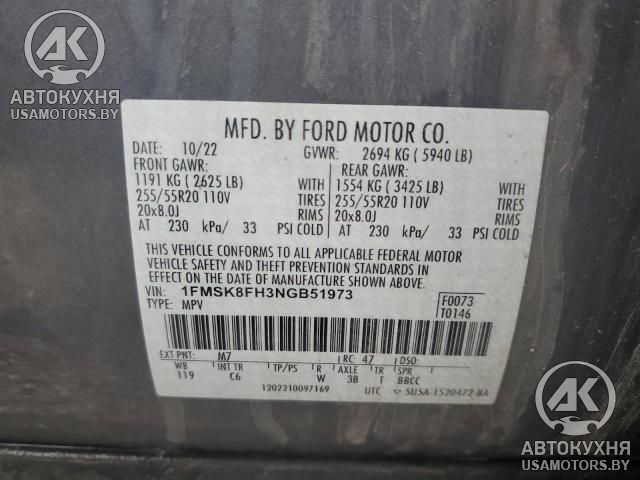 АК
АВТОКУХНЯ
USAMOTORS.BY
АК
АВТОКУХНЯ
USAMOTORS.BY
MFD. BY FORD MOTOR CO.
DATE: 10/22 GVWR: 2694 KG ( 5940 LB)
FRONT GAWR: REAR GAWR:
1191 KG ( 2625 LB) WITH 1554 KG ( 3425 LB) WITH
255/55R20 110V TIRES 255/55R20 110V TIRES
20x8.0J RIMS 20x8.0J RIMS
AT 230 kPa/ 33 PSI COLD AT 230 kPa/ 33 PSI COLD
THIS VEHICLE CONFORMS TO ALL APPLICABLE FEDERAL MOTOR
VEHICLE SAFETY AND THEFT PREVENTION STANDARDS IN
EFFECT ON THE DATE OF MANUFACTURE SHOWN ABOVE.
VIN: 1FMSK8FH3NGB51973 F0073
TYPE: MPV T0146
EXT PNT: M7 RC: 47 DSO:
WB INT TR TP/PS R AXLE TR SPR
119 C6 W 3B T BBCC
1202210097169 UTC 5USA-1520472-BA
АК
АВТОКУХНЯ
USAMOTORS.BY